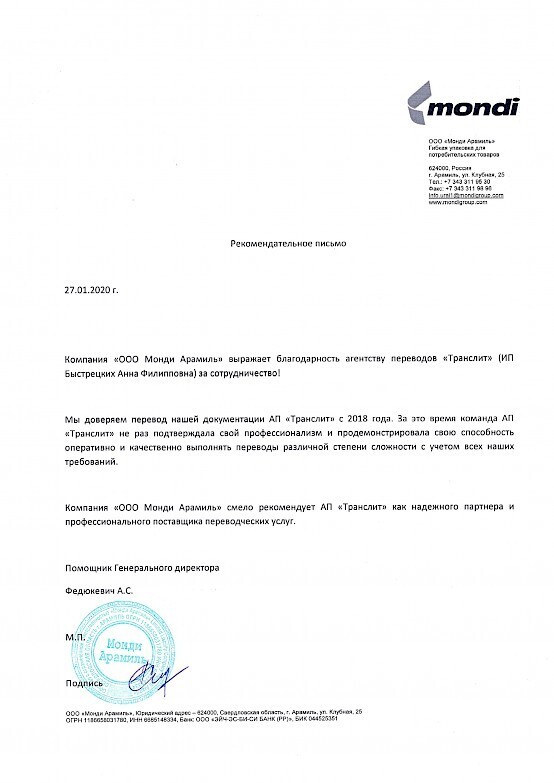 mondi
ООО «Монди Арамиль»
Гибкая упаковка для
потребительских товаров
624000, Россия
г. Арамиль, ул. Клубная, 25
Тел.: +7 343 311 95 30
Факс: +7 343 311 98 96
info.ural1@mondigroup.com
www.mondigroup.com
Рекомендательное письмо
27.01.2020 г.
Компания «ООО Монди Арамиль» выражает благодарность агентству переводов «Транслит» (ИП
Быстрецких Анна Филипповна) за сотрудничество!
Мы доверяем перевод нашей документации АП «Транслит» с 2018 года. За это время команда АП
«Транслит» не раз подтверждала свой профессионализм и продемонстрировала свою способность
оперативно и качественно выполнять переводы различной степени сложности с учетом всех наших
требований.
Компания «ООО Монди Арамиль» смело рекомендует АП «Транслит» как надежного партнера и
профессионального поставщика переводческих услуг.
Помощник Генерального директора
Федюкевич А.С.
М.П.
Монди
Арамиль
Подпись
ООО «Монди Арамиль», Юридический адрес – 624000, Свердловская область, г. Арамиль, ул. Клубная, 25
ОГРН 1186658031780, ИНН 6685148334, Банк: ООО «ЭЙЧ-ЭС-БИ-СИ БАНК (РР)», БИК 044525351